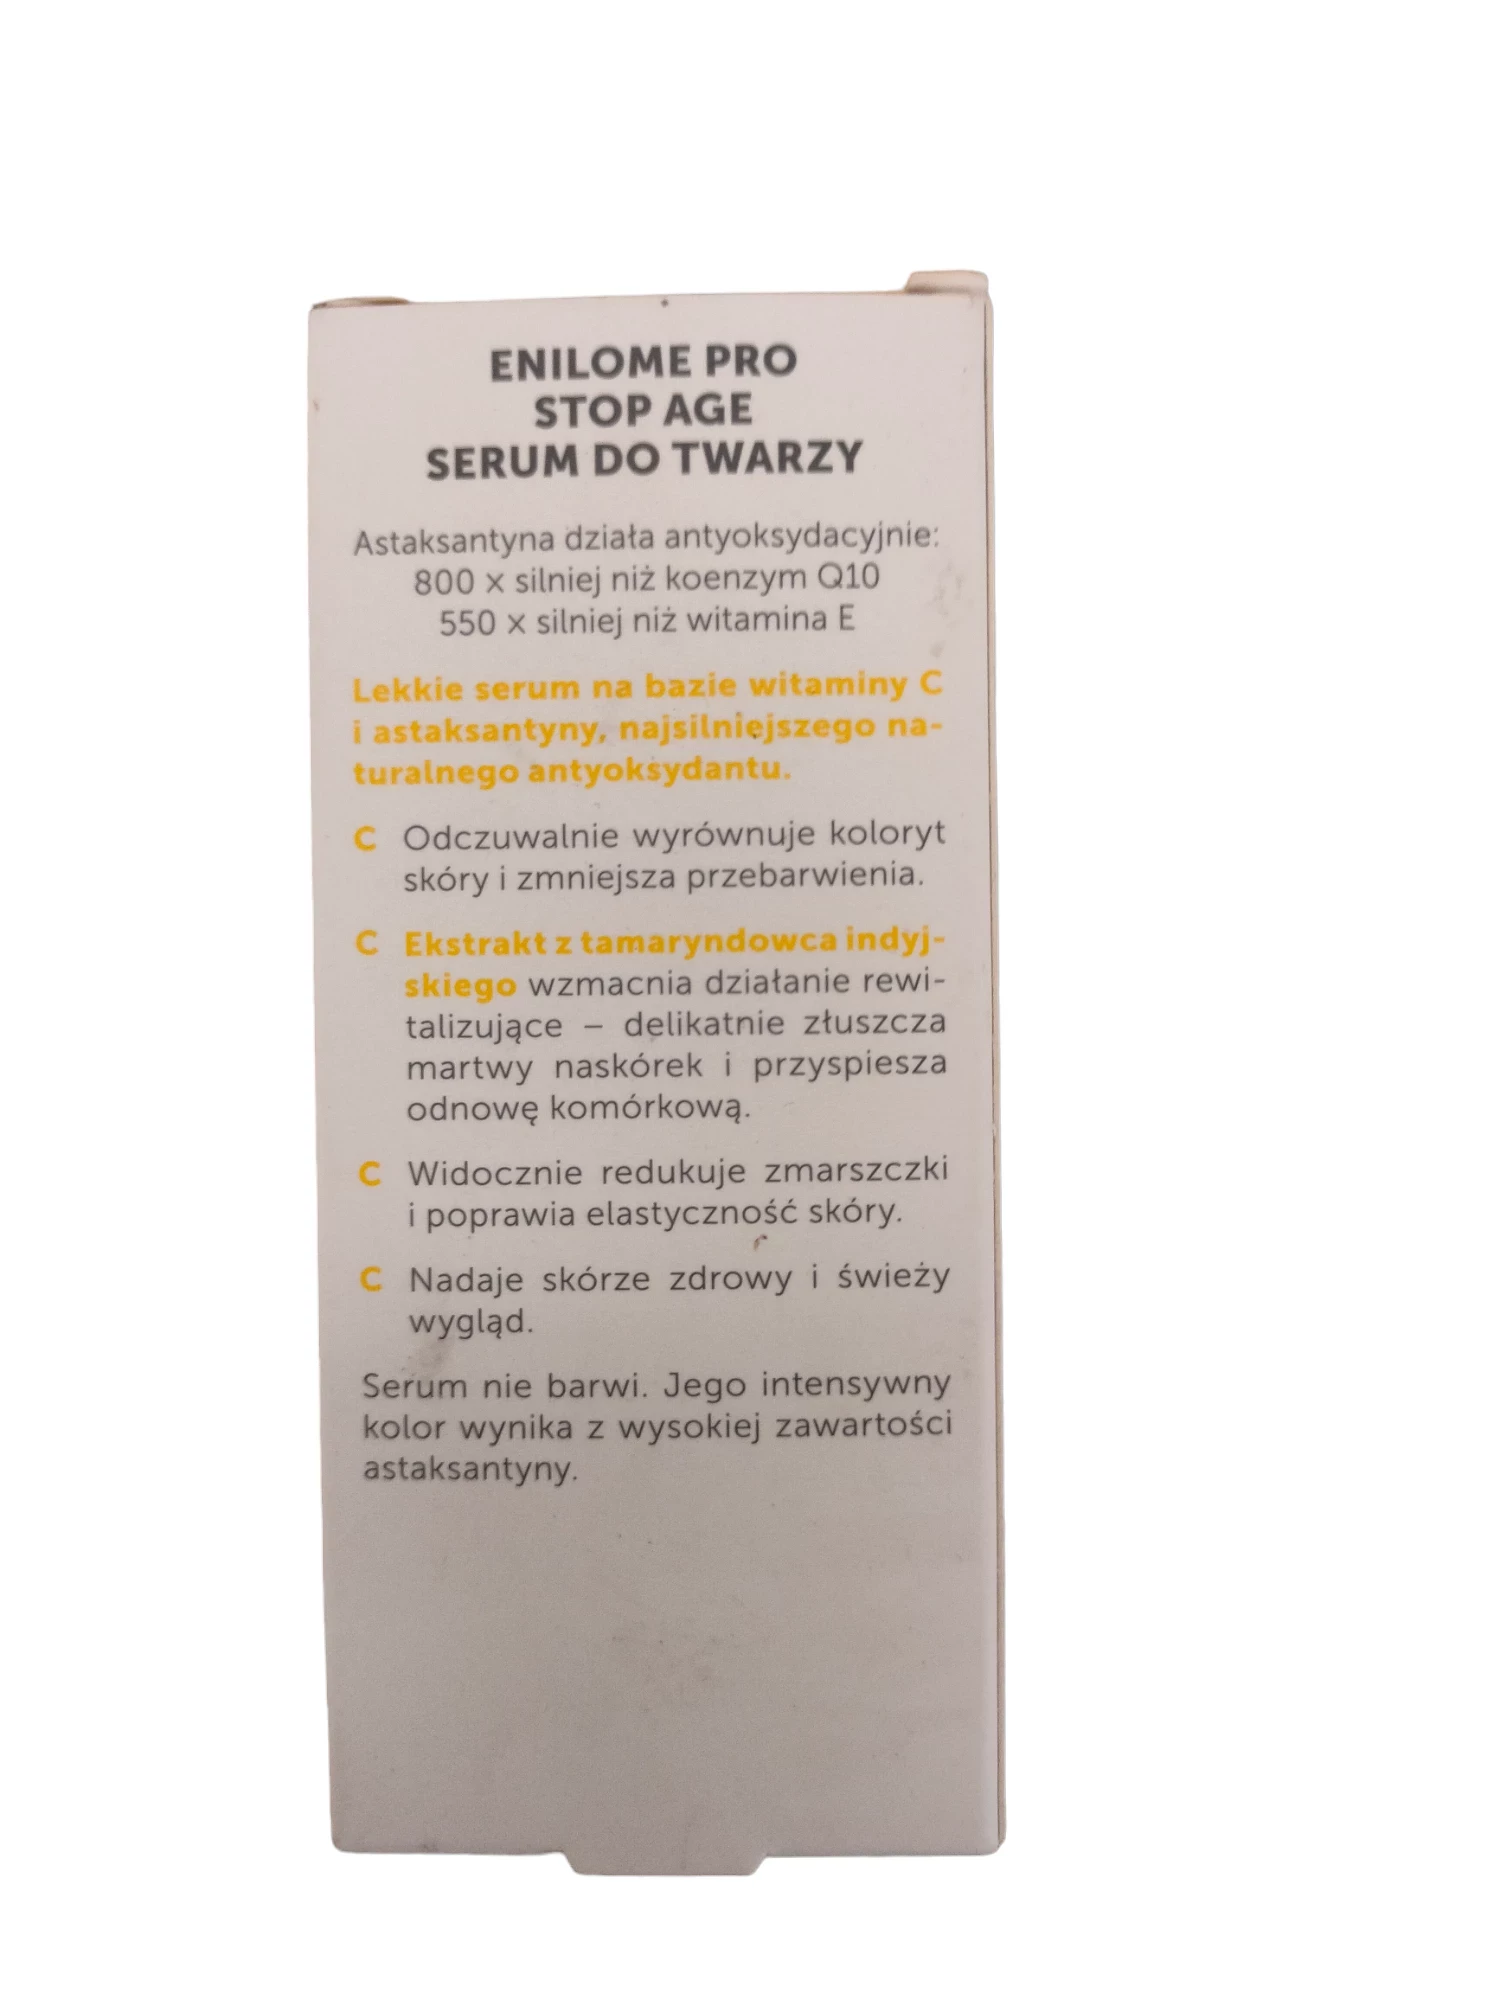 ENILOME PRO
STOP AGE
SERUM DO TWARZY
Astaksantyna działa antyoksydacyjnie:
800 x silniej niż koenzym Q10
550 x silniej niż witamina E
Lekkie serum na bazie witaminy C
i astaksantyny, najsilniejszego na-
turalnego antyoksydantu.
C Odczuwalnie wyrównuje koloryt
skóry i zmniejsza przebarwienia.
C Ekstrakt z tamaryndowca indyj-
skiego wzmacnia działanie rewi-
talizujące – delikatnie złuszcza
martwy naskórek i przyspiesza
odnowę komórkową.
C Widocznie redukuje zmarszczki
i poprawia elastyczność skóry.
C Nadaje skórze zdrowy i świeży
wygląd.
Serum nie barwi. Jego intensywny
kolor wynika z wysokiej zawartości
astaksantyny.